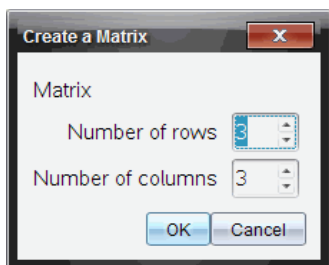 Create a Matrix
Matrix
Number of rows 3
Number of columns 3
OK Cancel